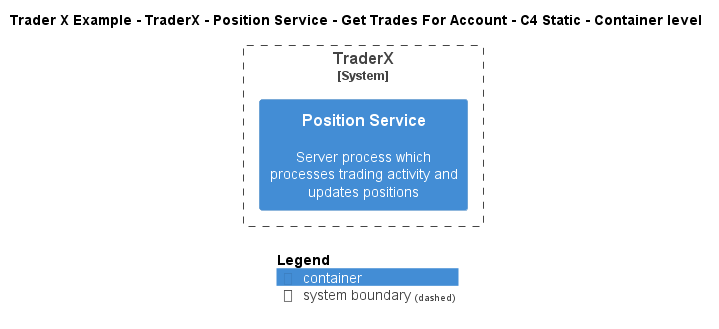 Trader X Example - TraderX - Position Service - Get Trades For Account - C4 Static - Container level
TraderX
[System]
Position Service
Server process which
processes trading activity and
updates positions
Legend
container
system boundary (dashed)